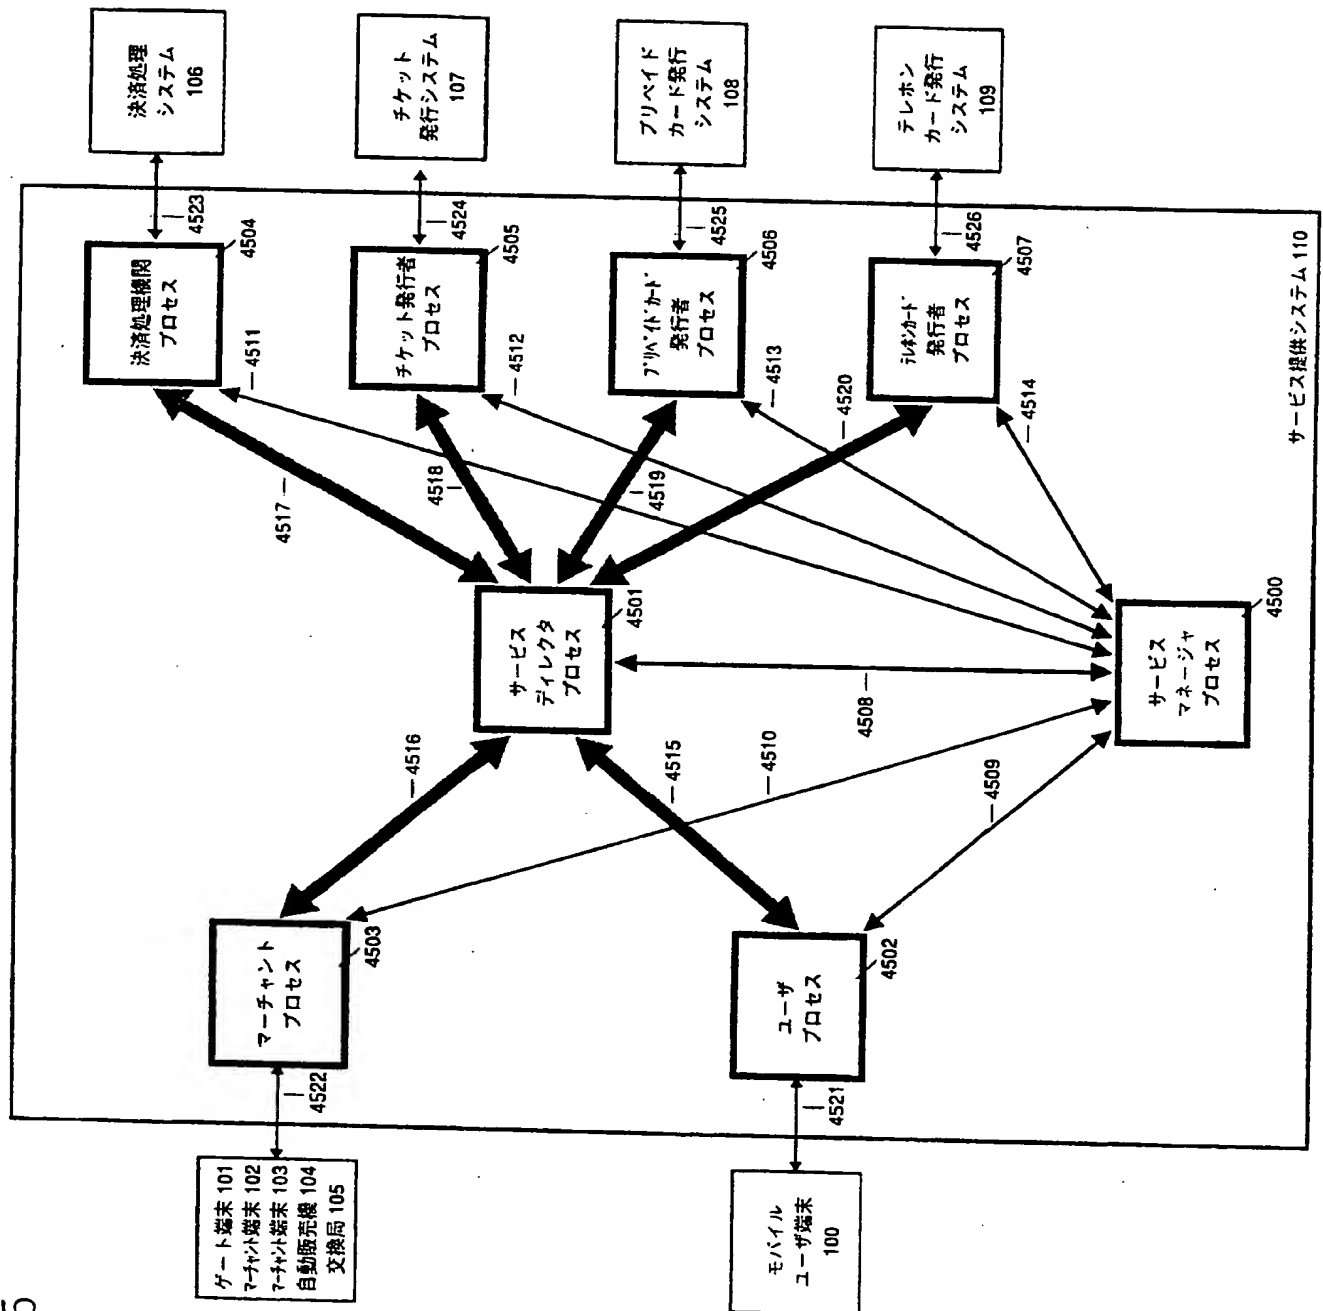 決済処理
システム
106
チケット
発行システム
107
プリペイド
カード発行
システム
108
テレホン
カード発行
システム
109
4523
4524
4525
4526
決済処理機関
プロセス
4504
チケット発行者
プロセス
4505
プリペイドカード
発行者
プロセス
4506
テレホンカード
発行者
プロセス
4507
サービス提供システム 110
4511
4512
4513
4520
4514
4517
4518
4519
サービス
ディレクタ
プロセス
4501
サービス
マネージャ
プロセス
4500
4508
4516
4515
4510
4509
マーチャント
プロセス
4503
ユーザ
プロセス
4502
4522
4521
ゲート端末 101
マーチャント端末 102
マーチャント端末 103
自動販売機 104
交換局 105
モバイル
ユーザ端末
100